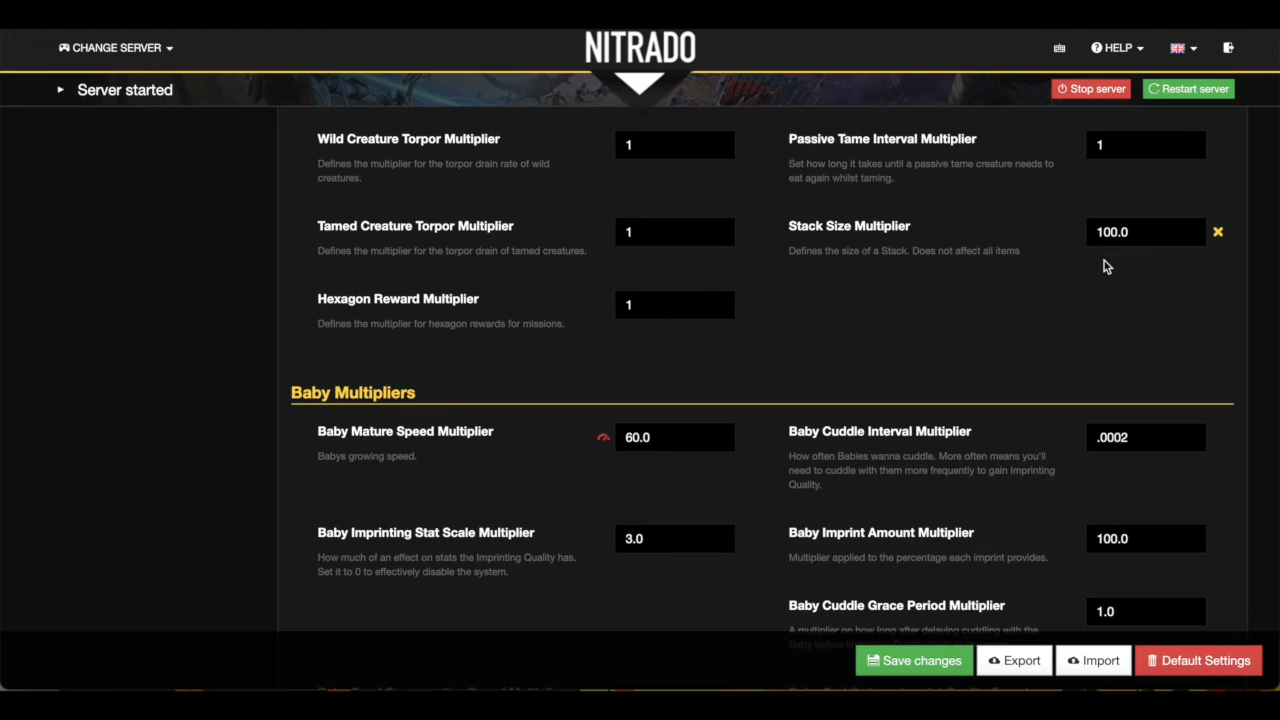 CHANGE SERVER
NITRADO
HELP
Server started
Stop server
Restart server
Wild Creature Torpor Multiplier
Defines the multiplier for the torpor drain rate of wild
creatures.
1
Passive Tame Interval Multiplier
Set how long it takes until a passive tame creature needs to
eat again whilst taming.
1
Tamed Creature Torpor Multiplier
Defines the multiplier for the torpor drain of tamed creatures.
1
Stack Size Multiplier
Defines the size of a Stack. Does not affect all items
100.0
Hexagon Reward Multiplier
Defines the multiplier for hexagon rewards for missions.
1
Baby Multipliers
Baby Mature Speed Multiplier
Babys growing speed.
60.0
Baby Cuddle Interval Multiplier
How often Babies wanna cuddle. More often means you'll
need to cuddle with them more frequently to gain Imprinting
Quality.
.0002
Baby Imprinting Stat Scale Multiplier
How much of an effect on stats the Imprinting Quality has.
Set it to 0 to effectively disable the system.
3.0
Baby Imprint Amount Multiplier
Multiplier applied to the percentage each imprint provides.
100.0
Baby Cuddle Grace Period Multiplier
A multiplier on how long after delaying cuddling with the
1.0
Save changes
Export
Import
Default Settings